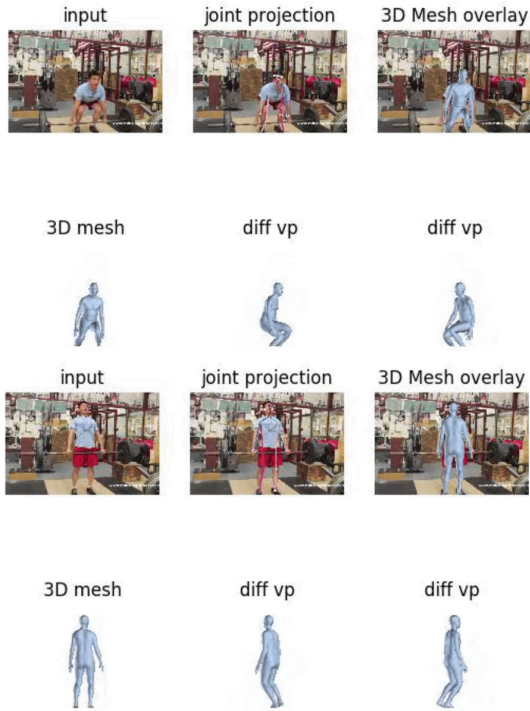 input
joint projection
3D Mesh overlay
3D mesh
diff vp
diff vp
input
joint projection
3D Mesh overlay
3D mesh
diff vp
diff vp